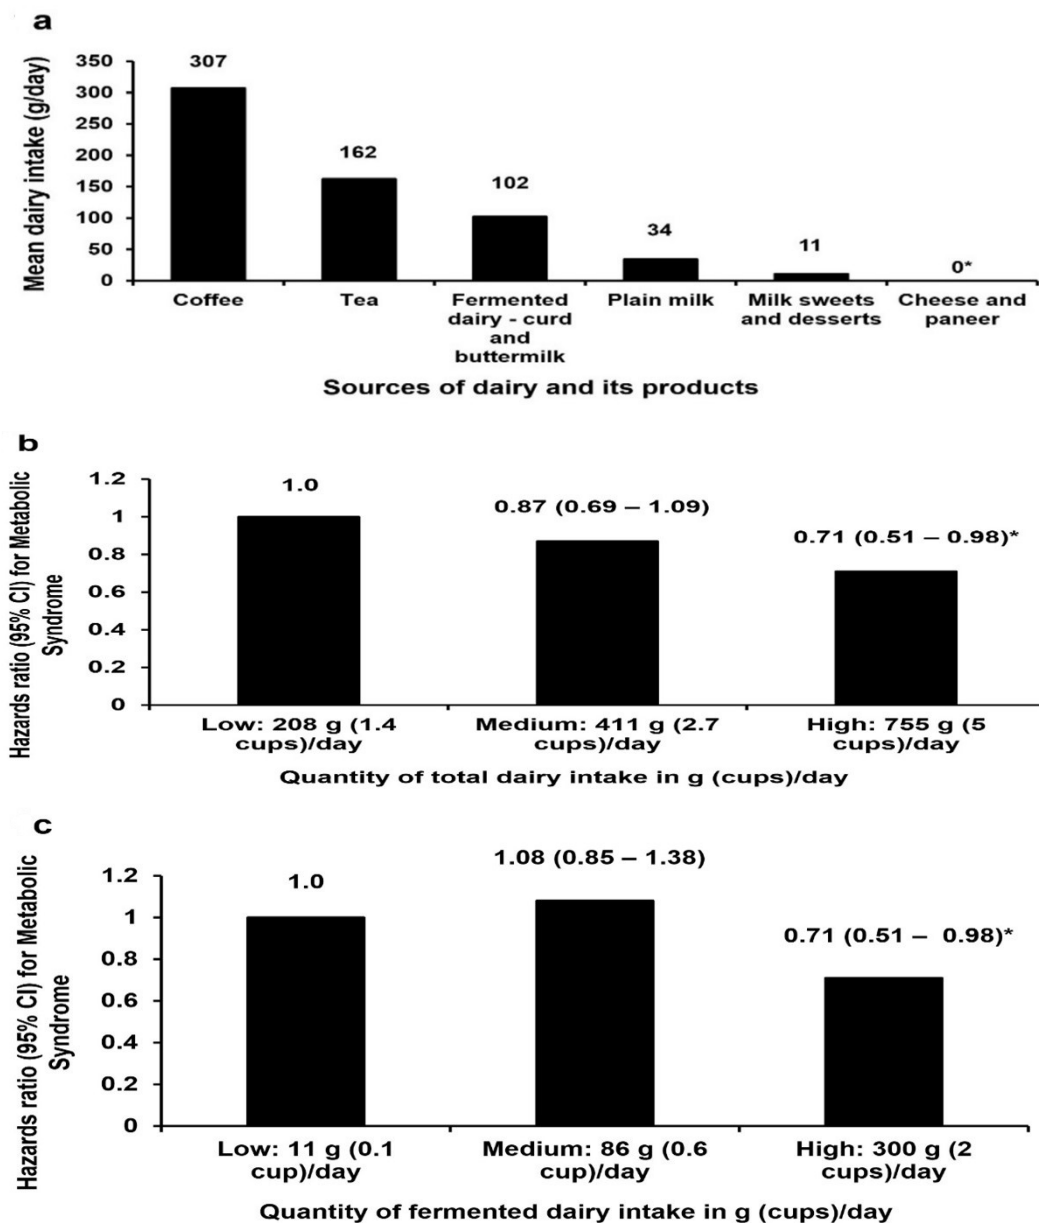 a
Mean dairy intake (g/day)
350
300
250
200
150
100
50
0
307
162
102
34
11
0*
Coffee
Tea
Fermented
dairy - curd
and
buttermilk
Plain milk
Milk sweets
and desserts
Cheese and
paneer
Sources of dairy and its products
b
Hazards ratio (95% CI) for Metabolic
Syndrome
1.2
1
0.8
0.6
0.4
0.2
0
1.0
0.87 (0.69 – 1.09)
0.71 (0.51 – 0.98)*
Low: 208 g (1.4
cups)/day
Medium: 411 g (2.7
cups)/day
High: 755 g (5
cups)/day
Quantity of total dairy intake in g (cups)/day
c
Hazards ratio (95% CI) for Metabolic
Syndrome
1.2
1
0.8
0.6
0.4
0.2
0
1.0
1.08 (0.85 – 1.38)
0.71 (0.51 – 0.98)*
Low: 11 g (0.1
cup)/day
Medium: 86 g (0.6
cup)/day
High: 300 g (2
cups)/day
Quantity of fermented dairy intake in g (cups)/day